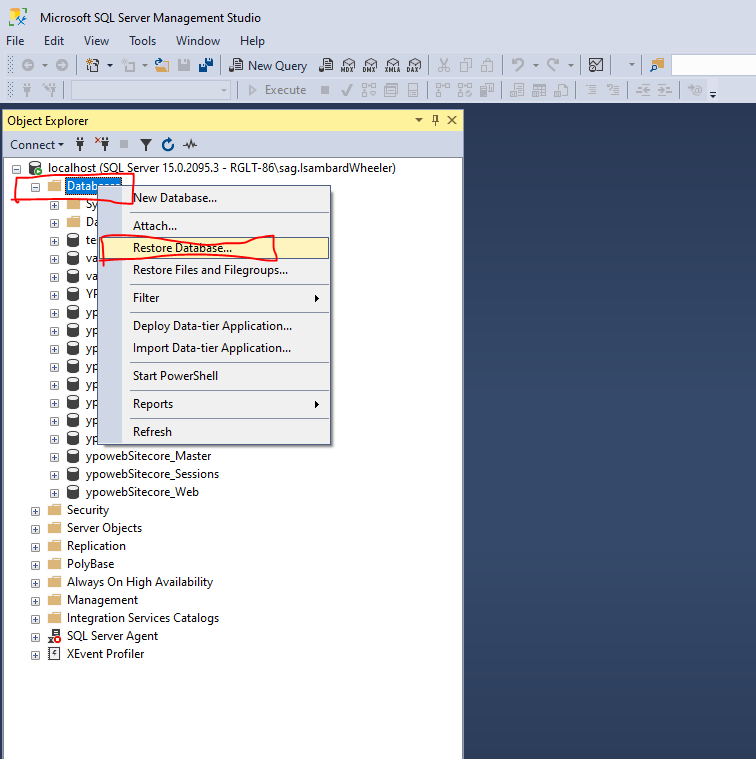 Microsoft SQL Server Management Studio
File Edit View Tools Window Help
New Query MDX DMX XMLA DAX
Execute
Object Explorer
Connect
localhost (SQL Server 15.0.2095.3 - RGLT-86\sag.IsambardWheeler)
Databases
New Database...
Sy
Attach...
Da
te
Restore Database...
va
Restore Files and Filegroups...
va
YP
Filter
yp
Deploy Data-tier Application...
yp
Import Data-tier Application...
yp
yp
Start PowerShell
yp
yp
Reports
yp
yp
Refresh
ypowebSitecore_Master
ypowebSitecore_Sessions
ypowebSitecore_Web
Security
Server Objects
Replication
PolyBase
Always On High Availability
Management
Integration Services Catalogs
SQL Server Agent
XEvent Profiler